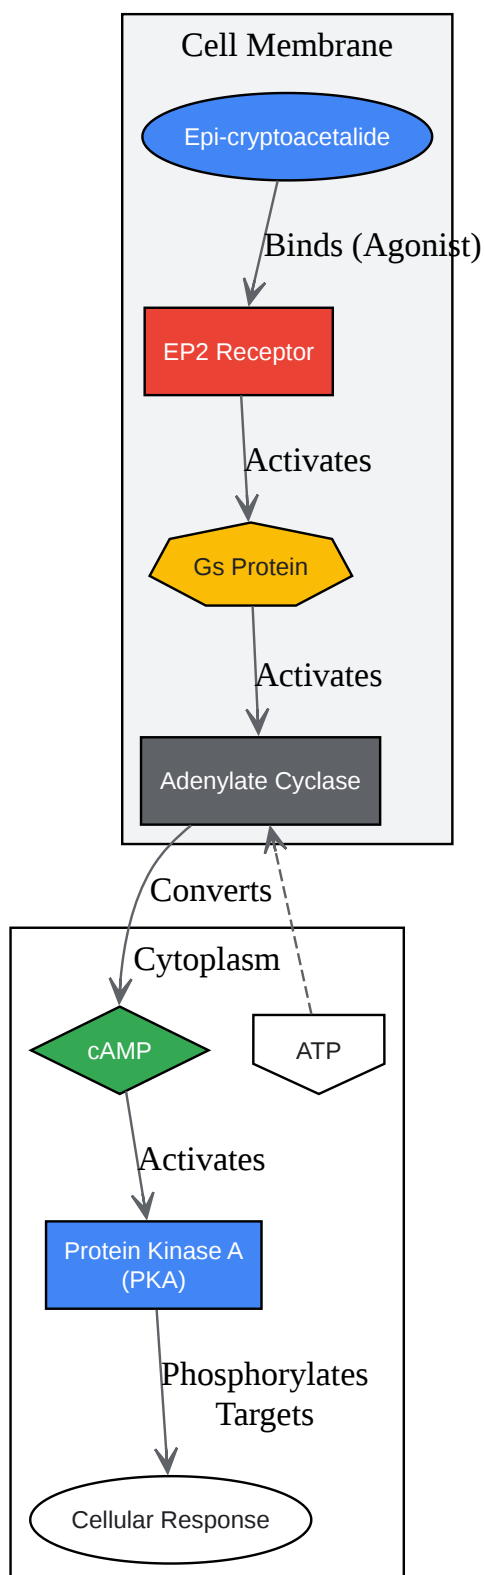 Cell Membrane
Epi-cryptoacetalide
Binds (Agonist)
EP2 Receptor
Activates
Gs Protein
Activates
Adenylate Cyclase
Converts
Cytoplasm
cAMP
ATP
Activates
Protein Kinase A
(PKA)
Phosphorylates
Targets
Cellular Response